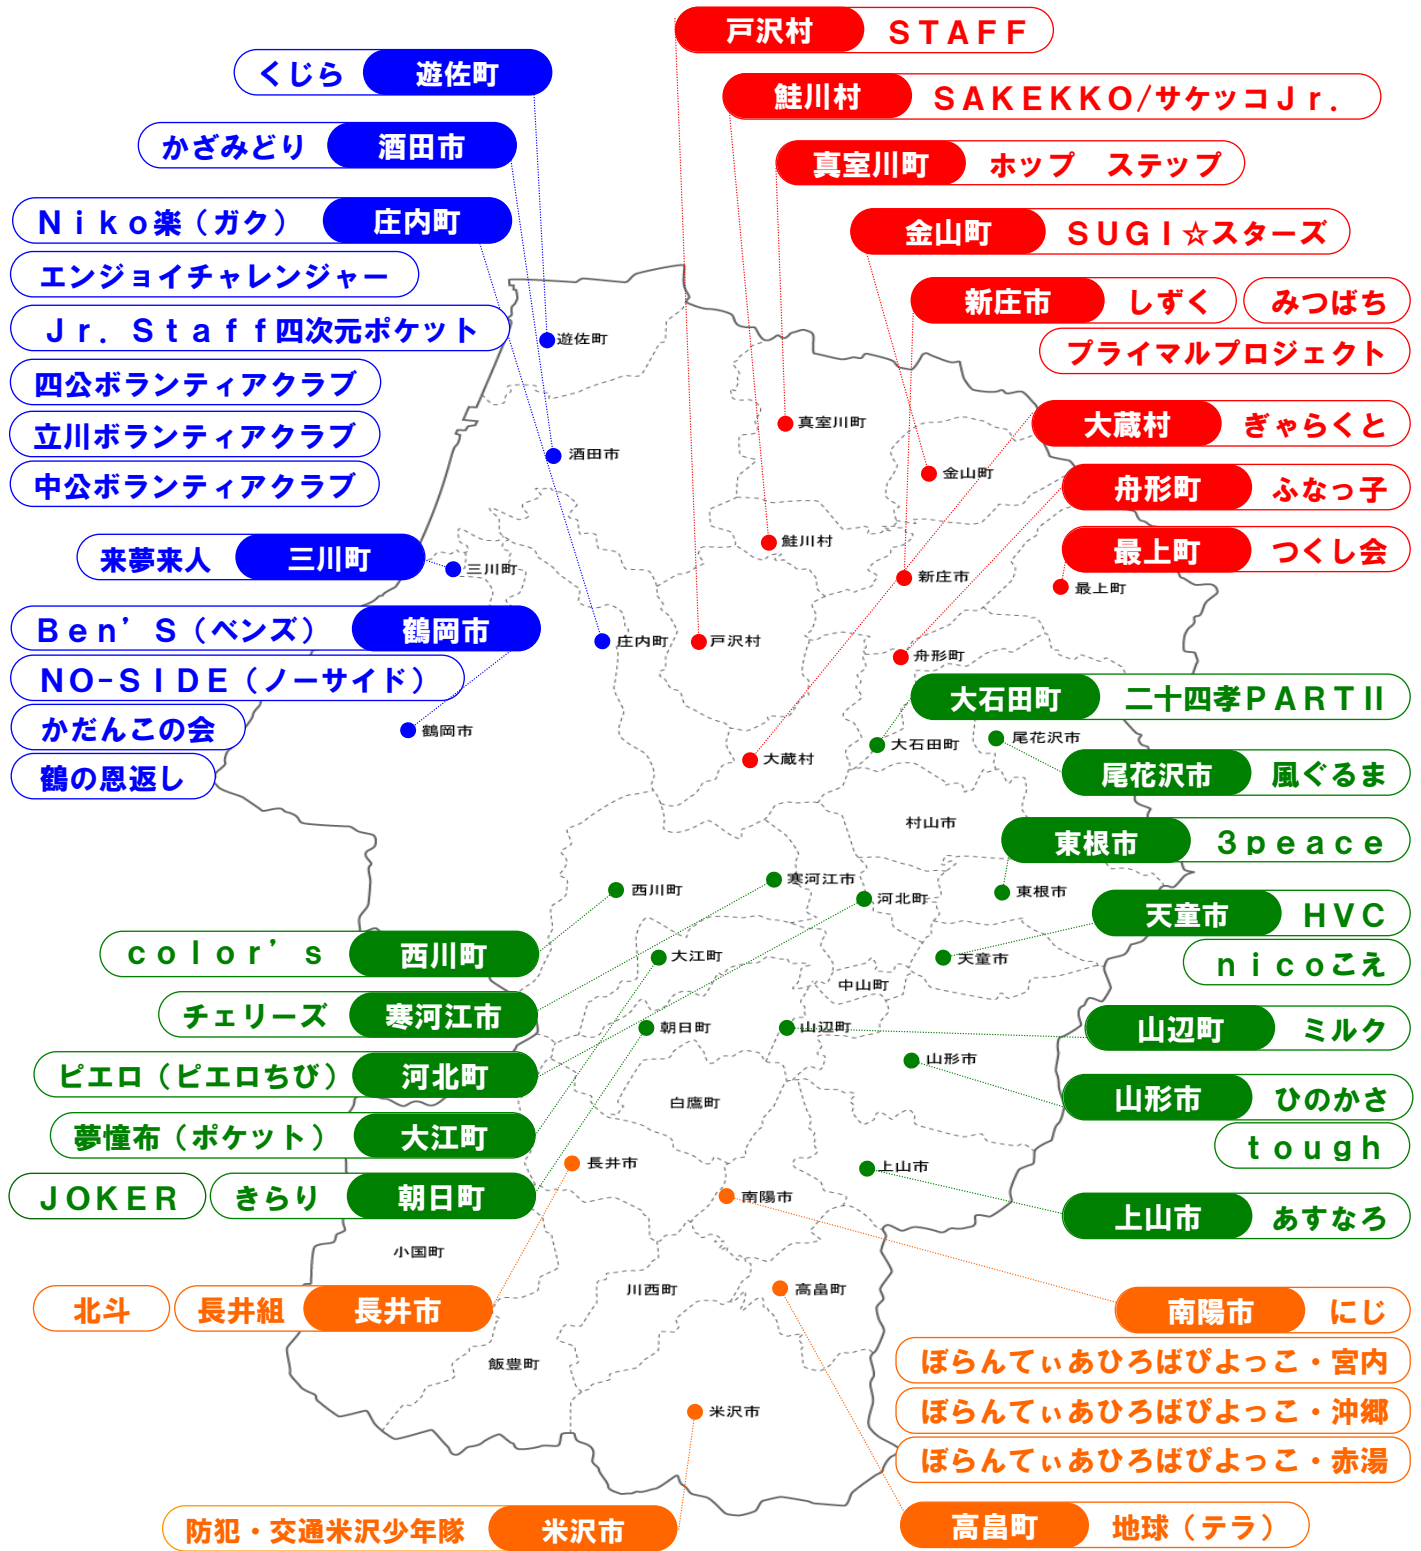 戸沢村 ＳＴＡＦＦ
くじら 遊佐町
鮭川村 ＳＡＫＥＫＫＯ/サケッコＪｒ．
かざみどり 酒田市
真室川町 ホップ　ステップ
Ｎｉｋｏ楽（ガク） 庄内町
金山町 ＳＵＧＩ☆スターズ
エンジョイチャレンジャー
新庄市 しずく みつばち
Ｊｒ．Ｓｔａｆｆ四次元ポケット
プライマルプロジェクト
四公ボランティアクラブ
大蔵村 ぎゃらくと
立川ボランティアクラブ
舟形町 ふなっ子
中公ボランティアクラブ
最上町 つくし会
来夢来人 三川町
Ｂｅｎ’Ｓ（ベンズ） 鶴岡市
ＮＯ−ＳＩＤＥ（ノーサイド）
かだんこの会
鶴の恩返し
大石田町 二十四孝ＰＡＲＴⅡ
尾花沢市 風ぐるま
東根市 ３ｐｅａｃｅ
天童市 ＨＶＣ
ｎｉｃｏこえ
ｃｏｌｏｒ’ｓ 西川町
チェリーズ 寒河江市
山辺町 ミルク
ピエロ（ピエロちび） 河北町
山形市 ひのかさ
夢憧布（ポケット） 大江町
ｔｏｕｇｈ
ＪＯＫＥＲ きらり 朝日町
上山市 あすなろ
北斗 長井組 長井市
南陽市 にじ
ぼらんてぃあひろばぴよっこ・宮内
ぼらんてぃあひろばぴよっこ・沖郷
ぼらんてぃあひろばぴよっこ・赤湯
防犯・交通米沢少年隊 米沢市
高畠町 地球（テラ）
遊佐町
真室川町
酒田市
金山町
鮭川村
三川町
新庄市
最上町
庄内町
戸沢村
舟形町
鶴岡市
大蔵村
大石田町
尾花沢市
村山市
西川町
寒河江市
河北町
東根市
大江町
天童市
中山町
朝日町
山辺町
山形市
白鷹町
長井市
上山市
南陽市
小国町
川西町
高畠町
飯豊町
米沢市